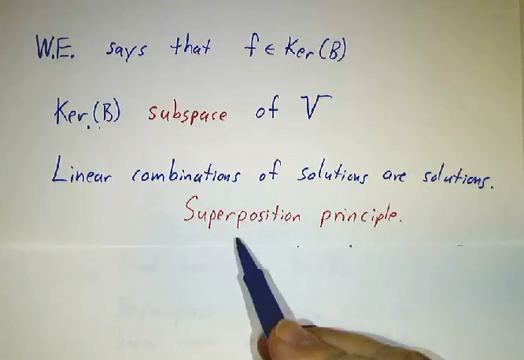 W.E. says that f ∈ Ker(B)
Ker(B) subspace of V
Linear combinations of solutions are solutions.
Superposition principle.